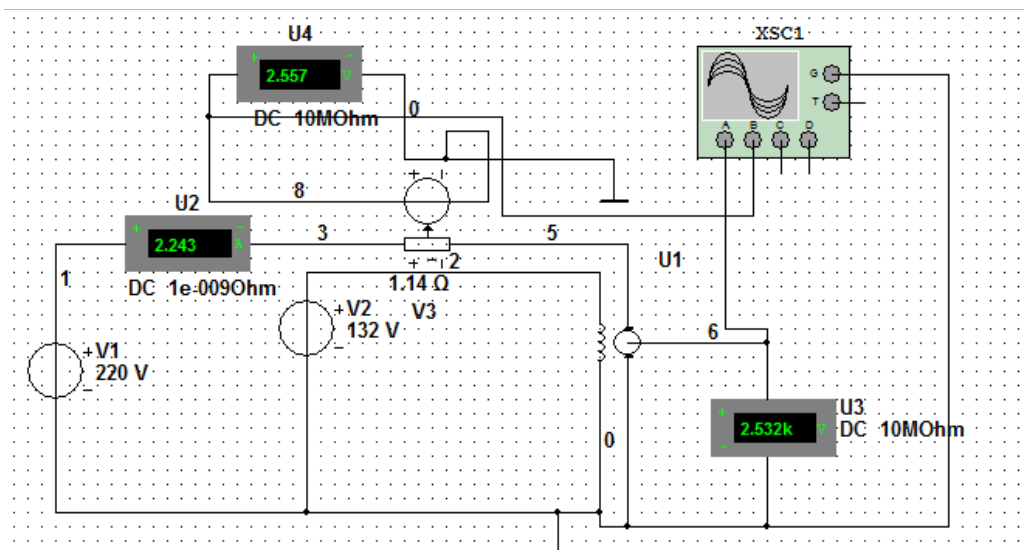 U4
XSC1
+ -
2.557 V
DC 10MOhm
0
G
T
A B C D
8
+ -
U2
+ -
2.243 A
DC 1e-009Ohm
3
5
1
+ -
2
1.14 Ω
V3
U1
+V2
132 V
-
6
+V1
220 V
-
0
U3
+
2.532k V
-
DC 10MOhm